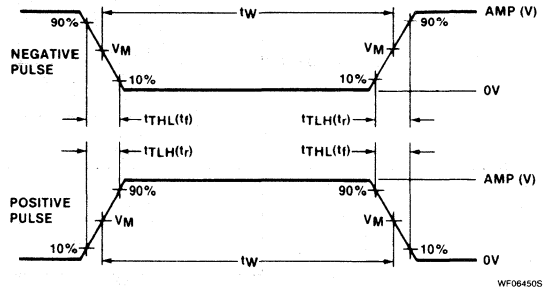 tW
AMP (V)
90%
90%
NEGATIVE
PULSE
VM
VM
10%
10%
0V
tTHL(tf)
tTLH(tr)
tTLH(tr)
tTHL(tf)
AMP (V)
90%
90%
POSITIVE
PULSE
VM
VM
10%
10%
tW
0V
WF06450S